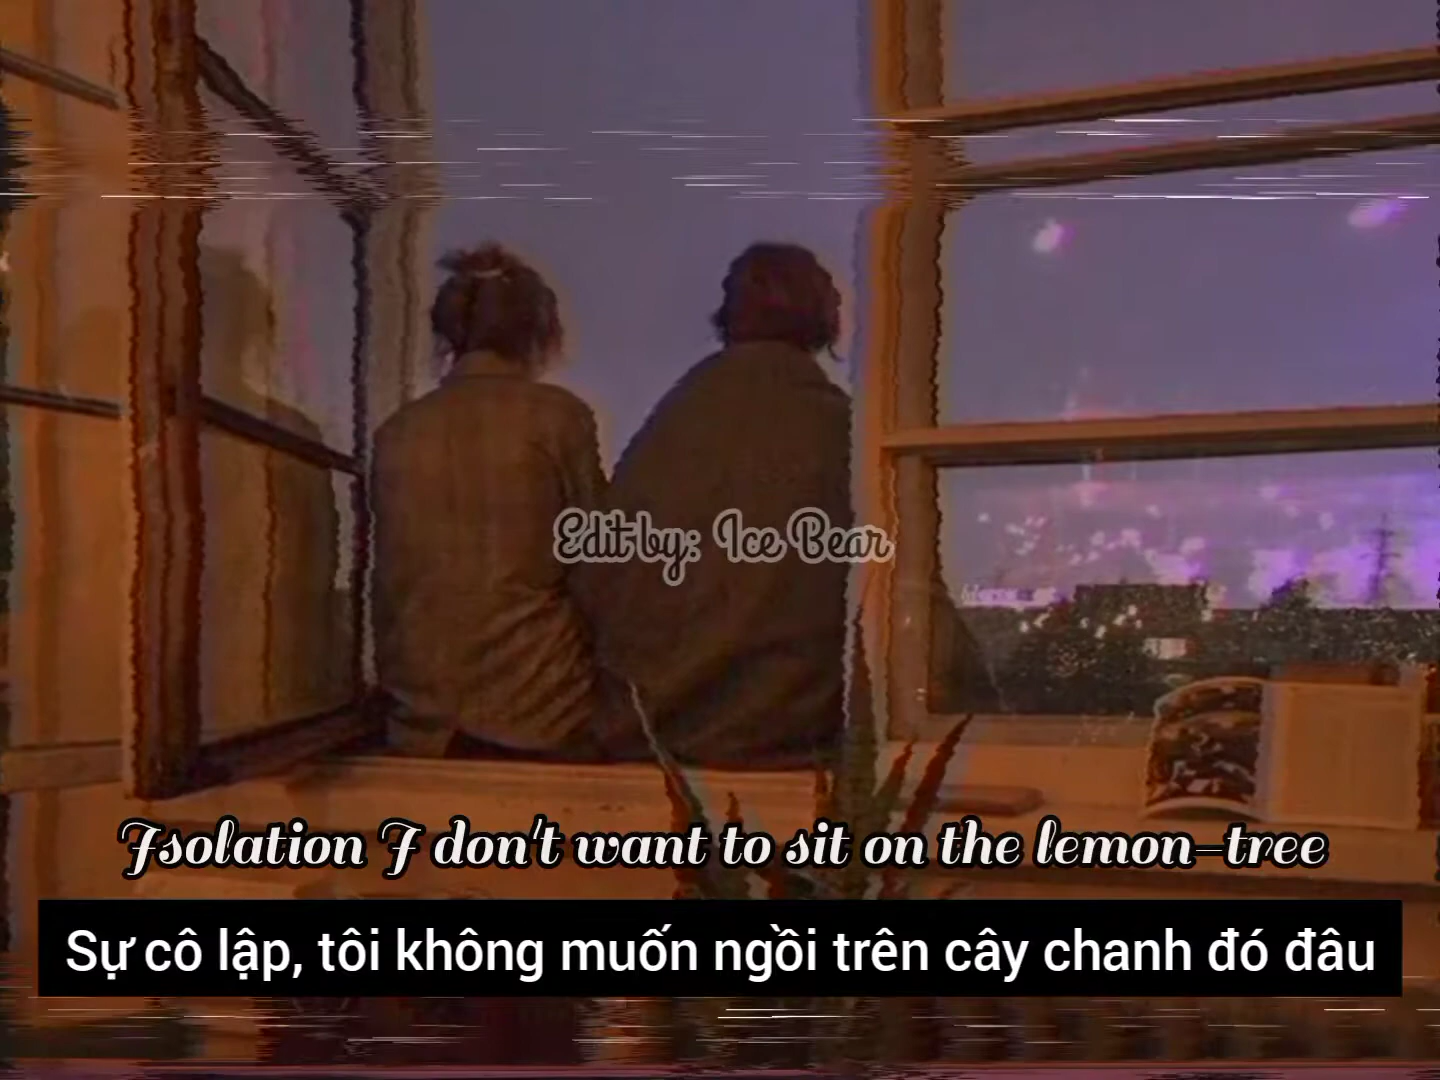 Edit by: Ice Bear
Isolation I don't want to sit on the lemon-tree
Sự cô lập, tôi không muốn ngồi trên cây chanh đó đâu